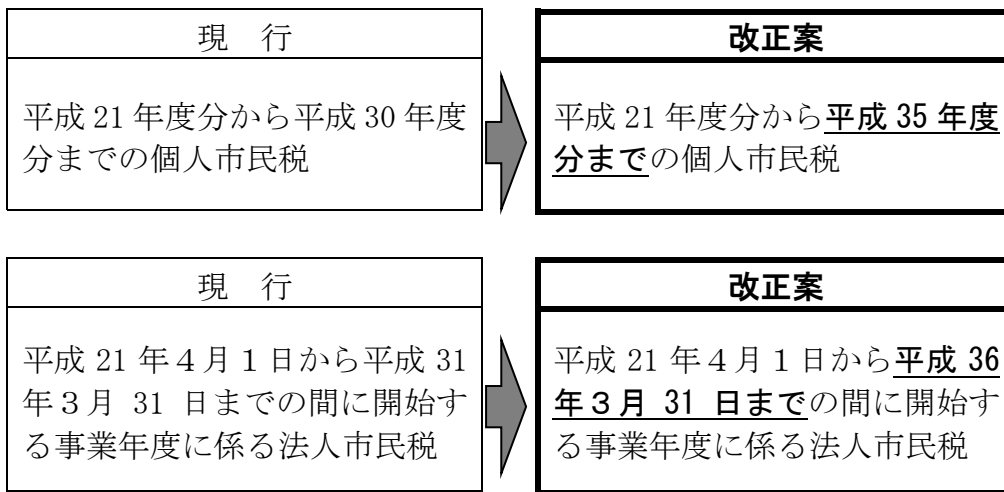 現　行
平成 21 年度分から平成 30 年度
分までの個人市民税
改正案
平成 21 年度分から平成 35 年度
分までの個人市民税
現　行
平成 21 年４月１日から平成 31
年３月 31 日までの間に開始す
る事業年度に係る法人市民税
改正案
平成 21 年４月１日から平成 36
年３月 31 日までの間に開始す
る事業年度に係る法人市民税